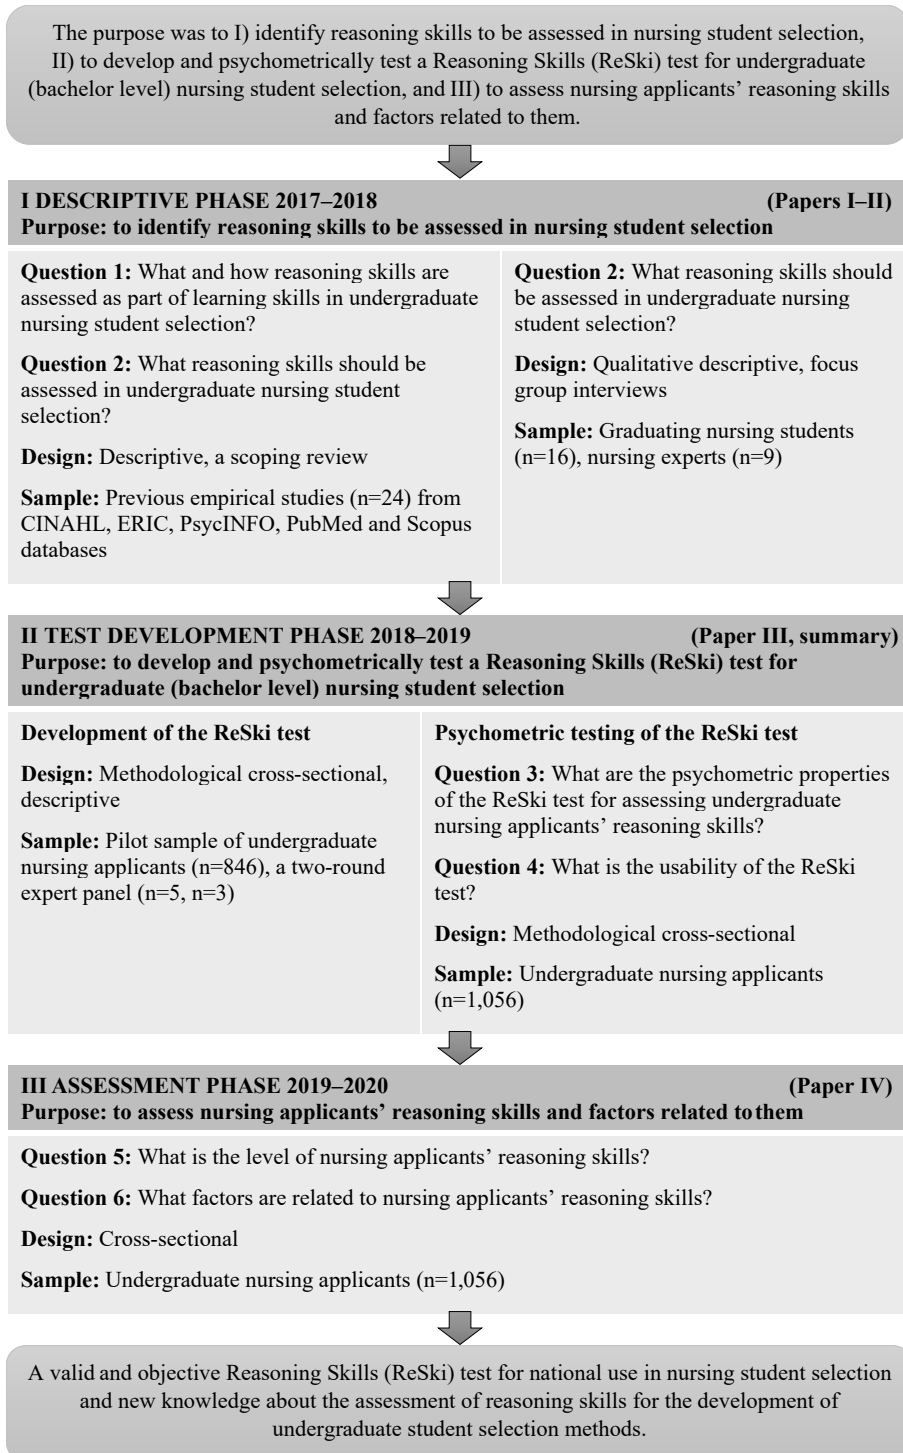 The purpose was to I) identify reasoning skills to be assessed in nursing student selection,
II) to develop and psychometrically test a Reasoning Skills (ReSki) test for undergraduate
(bachelor level) nursing student selection, and III) to assess nursing applicants’ reasoning skills
and factors related to them.
I DESCRIPTIVE PHASE 2017–2018 (Papers I–II)
Purpose: to identify reasoning skills to be assessed in nursing student selection
Question 1: What and how reasoning skills are
assessed as part of learning skills in undergraduate
nursing student selection?
Question 2: What reasoning skills should be
assessed in undergraduate nursing student
selection?
Design: Descriptive, a scoping review
Sample: Previous empirical studies (n=24) from
CINAHL, ERIC, PsycINFO, PubMed and Scopus
databases
Question 2: What reasoning skills should
be assessed in undergraduate nursing
student selection?
Design: Qualitative descriptive, focus
group interviews
Sample: Graduating nursing students
(n=16), nursing experts (n=9)
II TEST DEVELOPMENT PHASE 2018–2019 (Paper III, summary)
Purpose: to develop and psychometrically test a Reasoning Skills (ReSki) test for
undergraduate (bachelor level) nursing student selection
Development of the ReSki test
Design: Methodological cross-sectional,
descriptive
Sample: Pilot sample of undergraduate
nursing applicants (n=846), a two-round
expert panel (n=5, n=3)
Psychometric testing of the ReSki test
Question 3: What are the psychometric properties
of the ReSki test for assessing undergraduate
nursing applicants’ reasoning skills?
Question 4: What is the usability of the ReSki
test?
Design: Methodological cross-sectional
Sample: Undergraduate nursing applicants
(n=1,056)
III ASSESSMENT PHASE 2019–2020 (Paper IV)
Purpose: to assess nursing applicants’ reasoning skills and factors related to them
Question 5: What is the level of nursing applicants’ reasoning skills?
Question 6: What factors are related to nursing applicants’ reasoning skills?
Design: Cross-sectional
Sample: Undergraduate nursing applicants (n=1,056)
A valid and objective Reasoning Skills (ReSki) test for national use in nursing student selection
and new knowledge about the assessment of reasoning skills for the development of
undergraduate student selection methods.